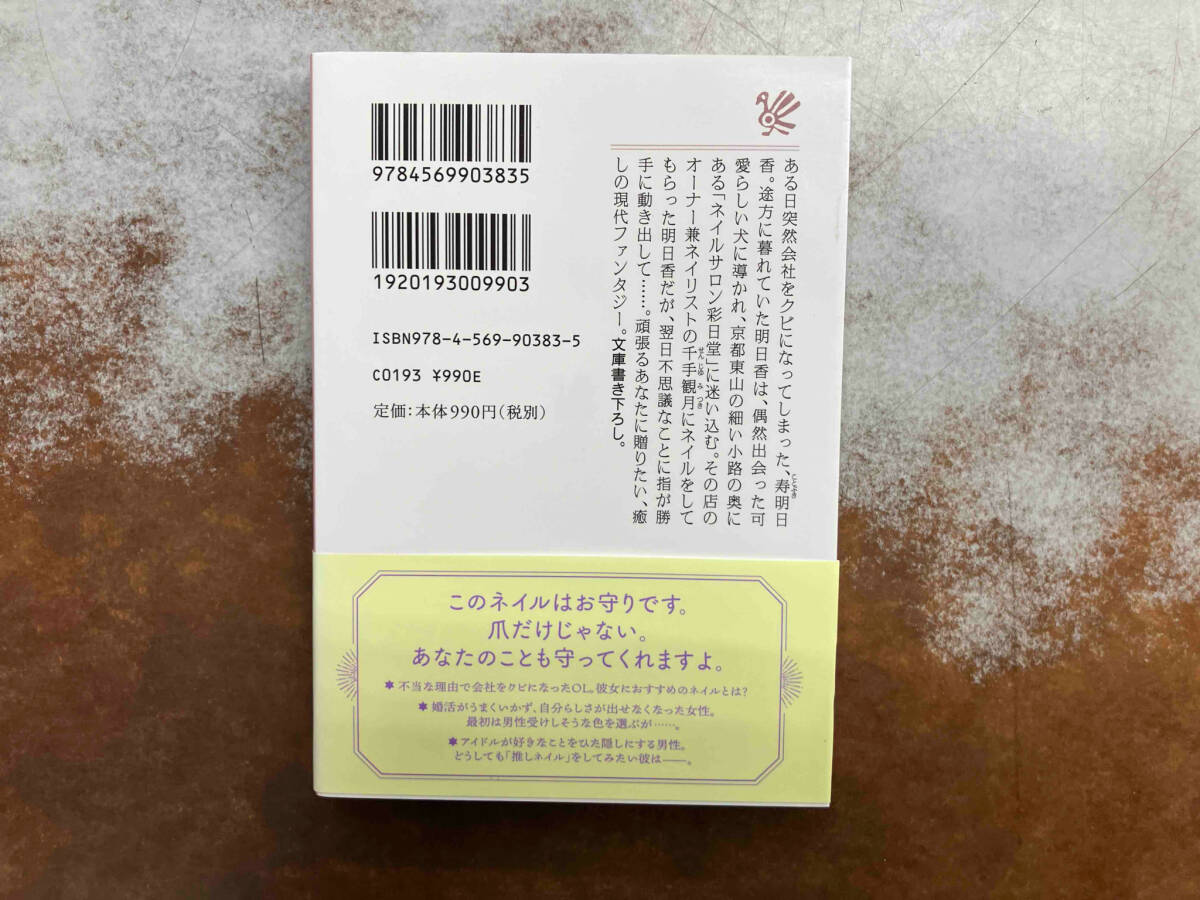 9784569903835
1920193009903
ISBN978-4-569-90383-5
C0193 ¥990E
定価：本体990円（税別）
ある日突然会社をクビになってしまった、寿明日
ことぶき
香。途方に暮れていた明日香は、偶然出会った可
愛らしい犬に導かれ、京都東山の細い小路の奥に
ある「ネイルサロン彩日堂」に迷い込む。その店の
オーナー兼ネイリストの千手観月にネイルをして
せんじゅ みつき
もらった明日香だが、翌日不思議なことに指が勝
手に動き出して……。頑張るあなたに贈りたい、癒
しの現代ファンタジー。文庫書き下ろし。
このネイルはお守りです。
爪だけじゃない。
あなたのことも守ってくれますよ。
✱ 不当な理由で会社をクビになったOL。彼女におすすめのネイルとは？
✱ 婚活がうまくいかず、自分らしさが出せなくなった女性。
最初は男性受けしそうな色を選ぶが……。
✱ アイドルが好きなことをひた隠しにする男性。
どうしても「推しネイル」をしてみたい彼は——。